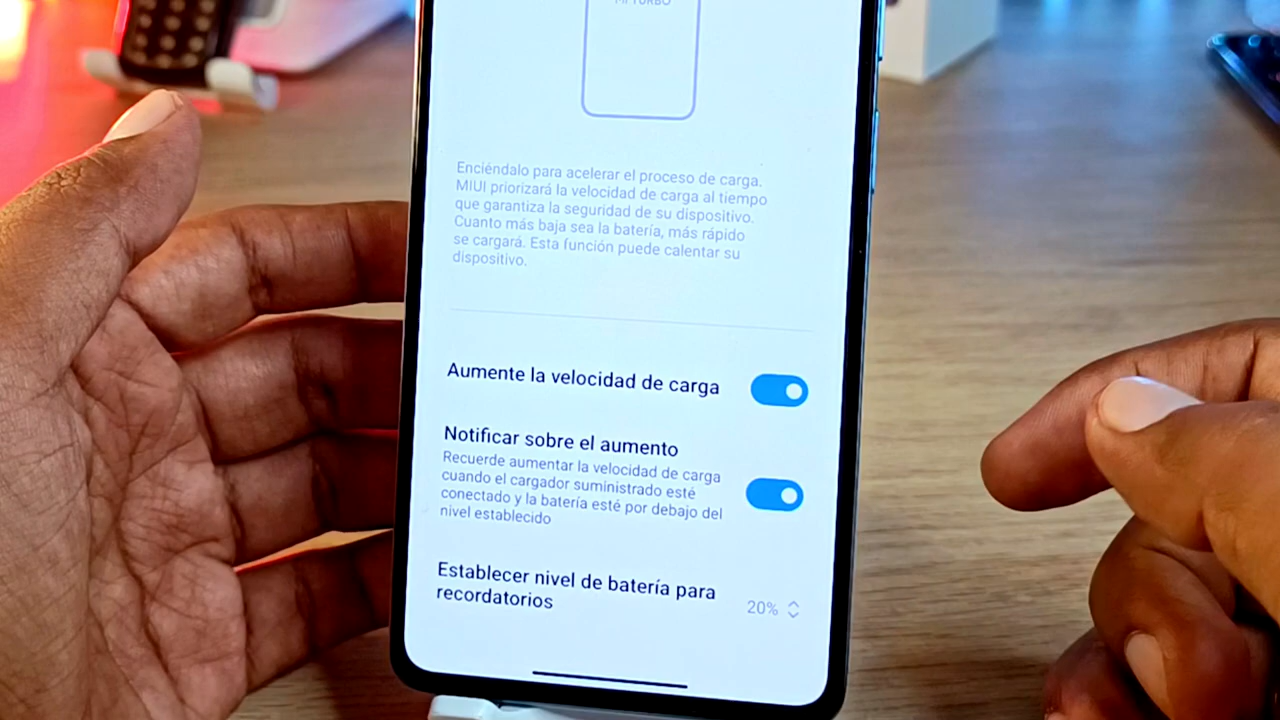 MI TURBO
Enciéndalo para acelerar el proceso de carga.
MIUI priorizará la velocidad de carga al tiempo
que garantiza la seguridad de su dispositivo.
Cuanto más baja sea la batería, más rápido
se cargará. Esta función puede calentar su
dispositivo.
Aumente la velocidad de carga
Notificar sobre el aumento
Recuerde aumentar la velocidad de carga
cuando el cargador suministrado esté
conectado y la batería esté por debajo del
nivel establecido
Establecer nivel de batería para
recordatorios
20%